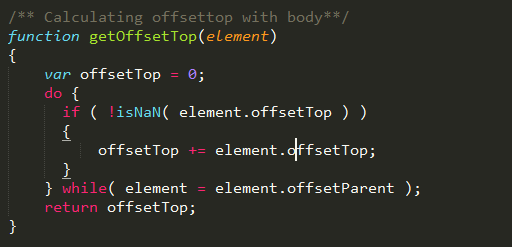 /** Calculating offsettop with body**/
function getOffsetTop(element)
{
    var offsetTop = 0;
    do {
      if ( !isNaN( element.offsetTop ) )
      {
          offsetTop += element.offsetTop;
      }
    } while( element = element.offsetParent );
    return offsetTop;
}